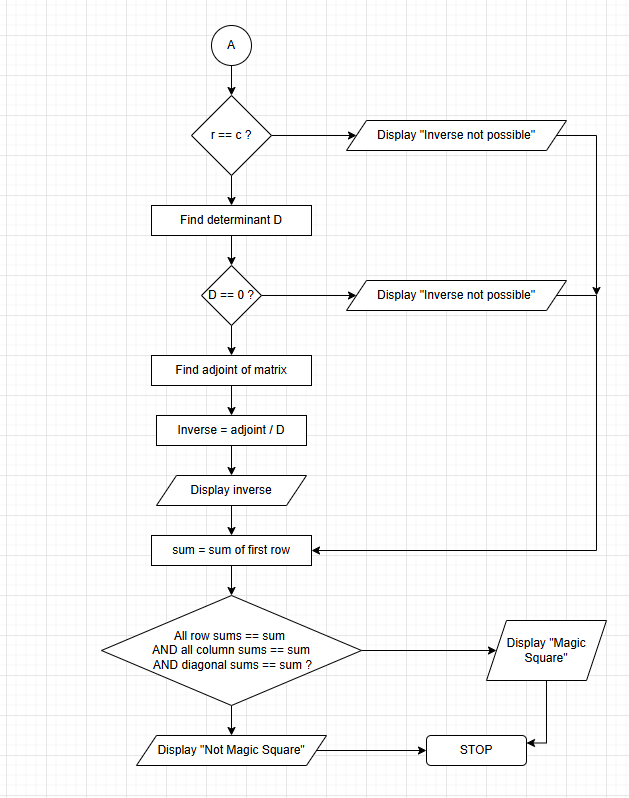 A
r == c ?
Display "Inverse not possible"
Find determinant D
D == 0 ?
Display "Inverse not possible"
Find adjoint of matrix
Inverse = adjoint / D
Display inverse
sum = sum of first row
All row sums == sum
AND all column sums == sum
AND diagonal sums == sum ?
Display "Magic
Square"
Display "Not Magic Square"
STOP